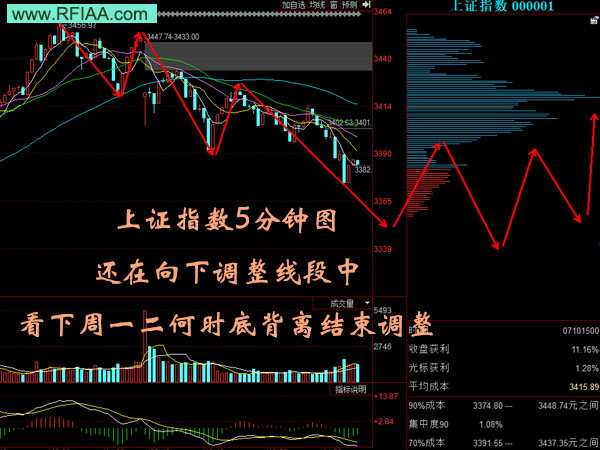 www.RFIAA.com
加自选 均线 窗 预测
上证指数 000001
3464
3456.97
3447.74-3433.00
3440
3414
3402.63-3401.
3390
3382.
3365
3339
上证指数5分钟图
还在向下调整线段中
看下周一二何时底背离结束调整
成交量
5493
2746
时
07101500
收盘获利
11.16%
光标获利
1.28%
平均成本
3415.89
90%成本
3374.80 — 3448.74元之间
集中度90
1.08%
70%成本
3391.55 — 3437.35元之间
指标说明
+13.87
+2.84